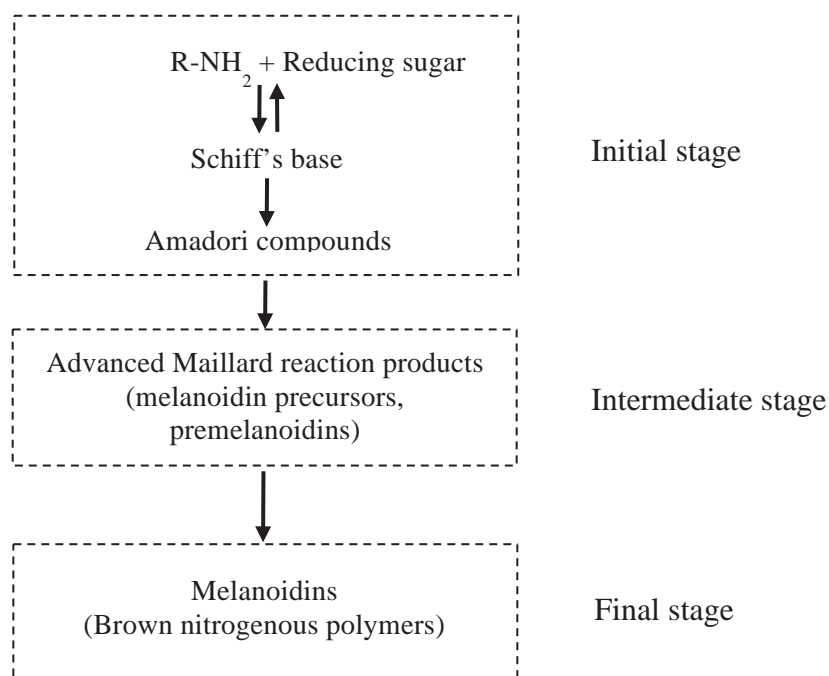 R-NH₂ + Reducing sugar
Schiff’s base
Initial stage
Amadori compounds
Advanced Maillard reaction products
(melanoidin precursors,
premelanoidins)
Intermediate stage
Melanoidins
(Brown nitrogenous polymers)
Final stage